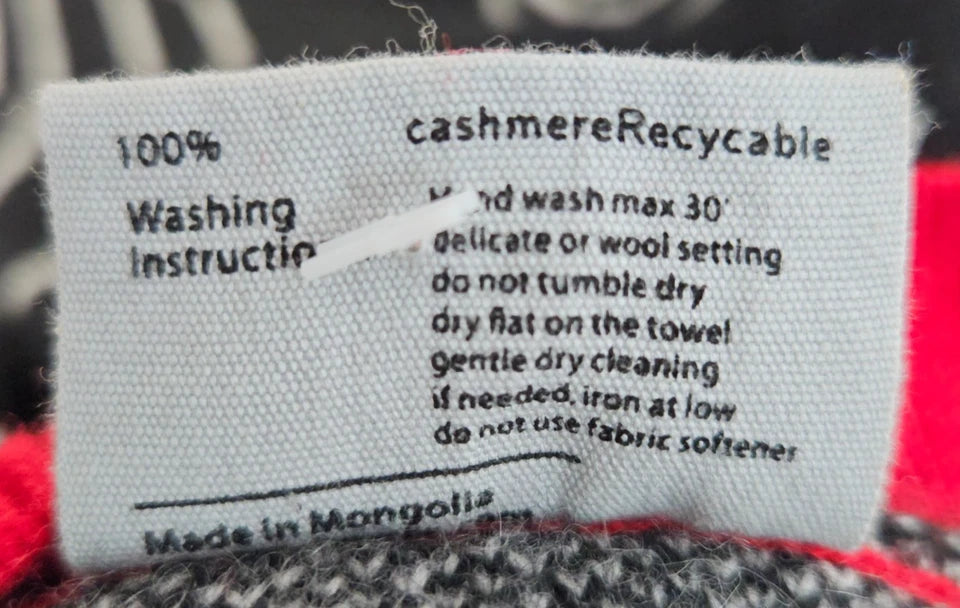 100% cashmereRecycable
Washing
Instructio
nd wash max 30'
delicate or wool setting
do not tumble dry
dry flat on the towel
gentle dry cleaning
if needed, iron at low
do not use fabric softener
Made in Mongolia